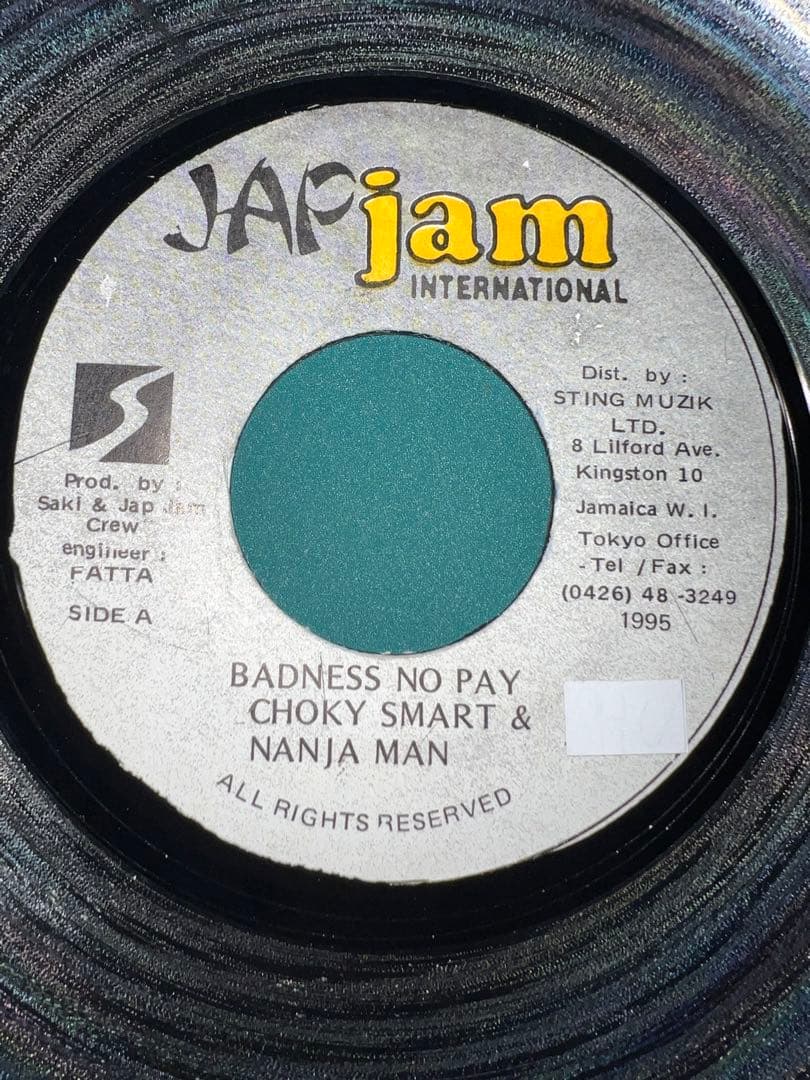 JAP jam
INTERNATIONAL
Prod. by :
Saki & Jap Jam
Crew
engineer :
FATTA
SIDE A
Dist. by :
STING MUZIK
LTD.
8 Lilford Ave.
Kingston 10
Jamaica W. I.
Tokyo Office
- Tel / Fax :
(0426) 48 -3249
1995
BADNESS NO PAY
CHOKY SMART &
NANJA MAN
ALL RIGHTS RESERVED